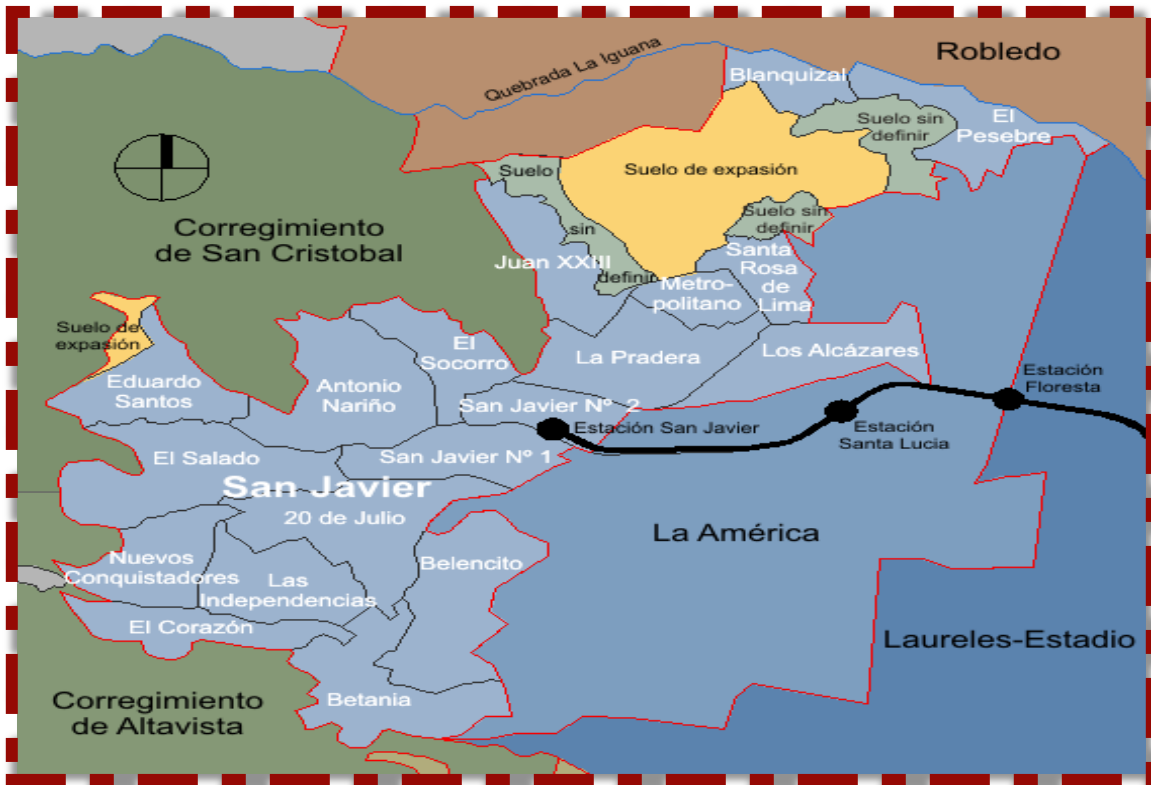 Robledo
Quebrada La Iguana
Blanquizal
Suelo sin
definir
El
Pesebre
Suelo
sin
definir
Suelo de expasión
Suelo sin
definir
Corregimiento
de San Cristobal
Juan XXIII
Santa
Rosa
de
Lima
Metro-
politano
Suelo de
expasión
El
Socorro
La Pradera
Los Alcázares
Eduardo
Santos
Antonio
Nariño
San Javier Nº 2
Estación
Floresta
Estación San Javier
Estación
Santa Lucia
El Salado
San Javier Nº 1
San Javier
20 de Julio
La América
Nuevos
Conquistadores
Las
Independencias
Belencito
El Corazón
Laureles-Estadio
Corregimiento
de Altavista
Betania